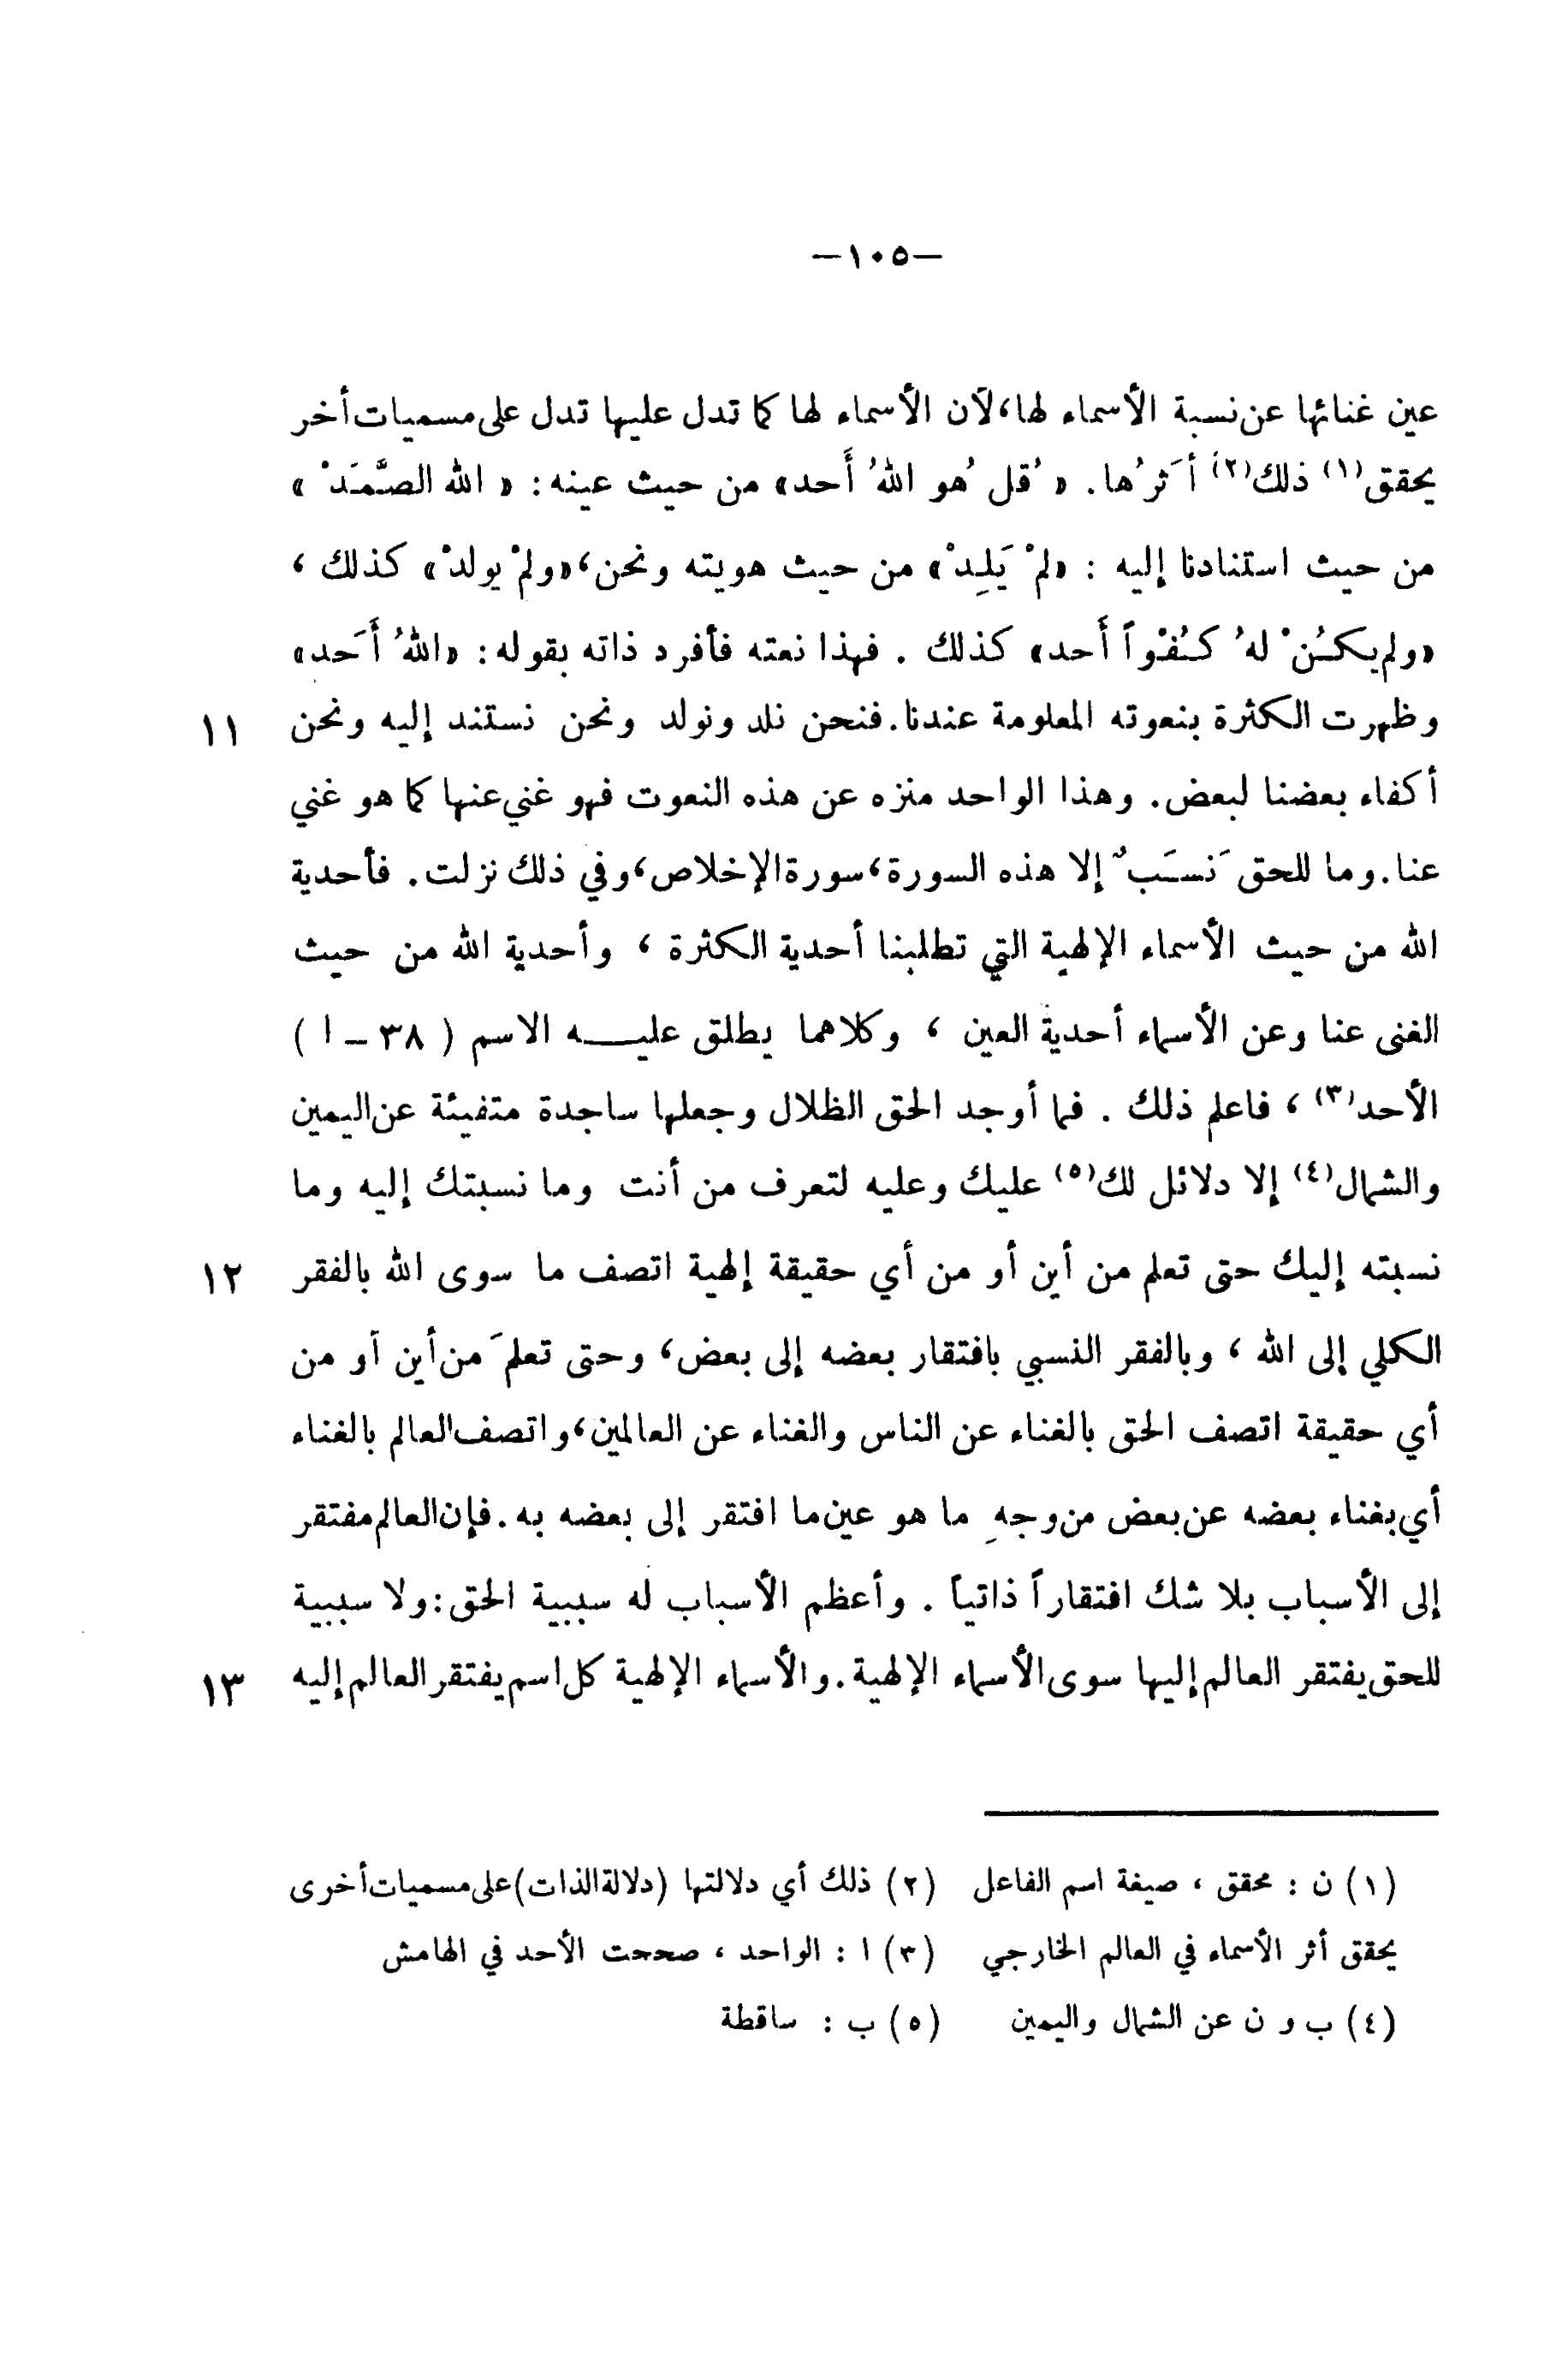 —١٠٥—
عين غنائها عن نسبة الأسماء لها، لأن الأسماء لها كما تدل عليها تدل على مسميات أخر
يحقق(١) ذلك(٢) أَثرُها. « قُل هُو اللهُ أَحد» من حيث عينه: « الله الصَّمَدْ »
من حيث استنادنا إليه : «لمْ يَلِدْ» من حيث هويته ونحن، «ولمْ يولدْ» كذلك ،
«ولم يكُنْ لهُ كُفْواً أَحد» كذلك . فهذا نعته فأفرد ذاته بقوله: «اللهُ أَحَد»
وظهرت الكثرة بنعوته المعلومة عندنا. فنحن نلد ونولد ونحن نستند إليه ونحن ١١
أكفاء بعضنا لبعض. وهذا الواحد منزه عن هذه النعوت فهو غني عنها كما هو غني
عنا. وما للحق نَسَبٌ إلا هذه السورة، سورة الإخلاص، وفي ذلك نزلت. فأحدية
الله من حيث الأسماء الإلهية التي تطلبنا أحدية الكثرة ، وأحدية الله من حيث
الغنى عنا وعن الأسماء أحدية العين ، وكلاهما يطلق عليـــه الاسم ( ٣٨ – ا )
الأحد(٣) ، فاعلم ذلك . فما أوجد الحق الظلال وجعلها ساجدة متفيئة عن اليمين
والشمال(٤) إلا دلائل لك(٥) عليك وعليه لتعرف من أنت وما نسبتك إليه وما
نسبته إليك حتى تعلم من أين أو من أي حقيقة إلهية اتصف ما سوى الله بالفقر ١٢
الكلي إلى الله ، وبالفقر النسبي بافتقار بعضه إلى بعض، وحتى تعلمَ من أين أو من
أي حقيقة اتصف الحق بالغناء عن الناس والغناء عن العالمين، واتصف العالم بالغناء
أي بغناء بعضه عن بعض من وجهِ ما هو عين ما افتقر إلى بعضه به. فإن العالم مفتقر
إلى الأسباب بلا شك افتقاراً ذاتياً . وأعظم الأسباب له سببية الحق: ولا سببية
للحق يفتقر العالم إليها سوى الأسماء الإلهية. والأسماء الإلهية كل اسم يفتقر العالم إليه ١٣
(١) ن : محقق ، صيغة اسم الفاعل (٢) ذلك أي دلالتها (دلالة الذات) على مسميات أخرى
يحقق أثر الأسماء في العالم الخارجي (٣) ا : الواحد ، صححت الأحد في الهامش
(٤) ب و ن عن الشمال واليمين (٥) ب : ساقطة